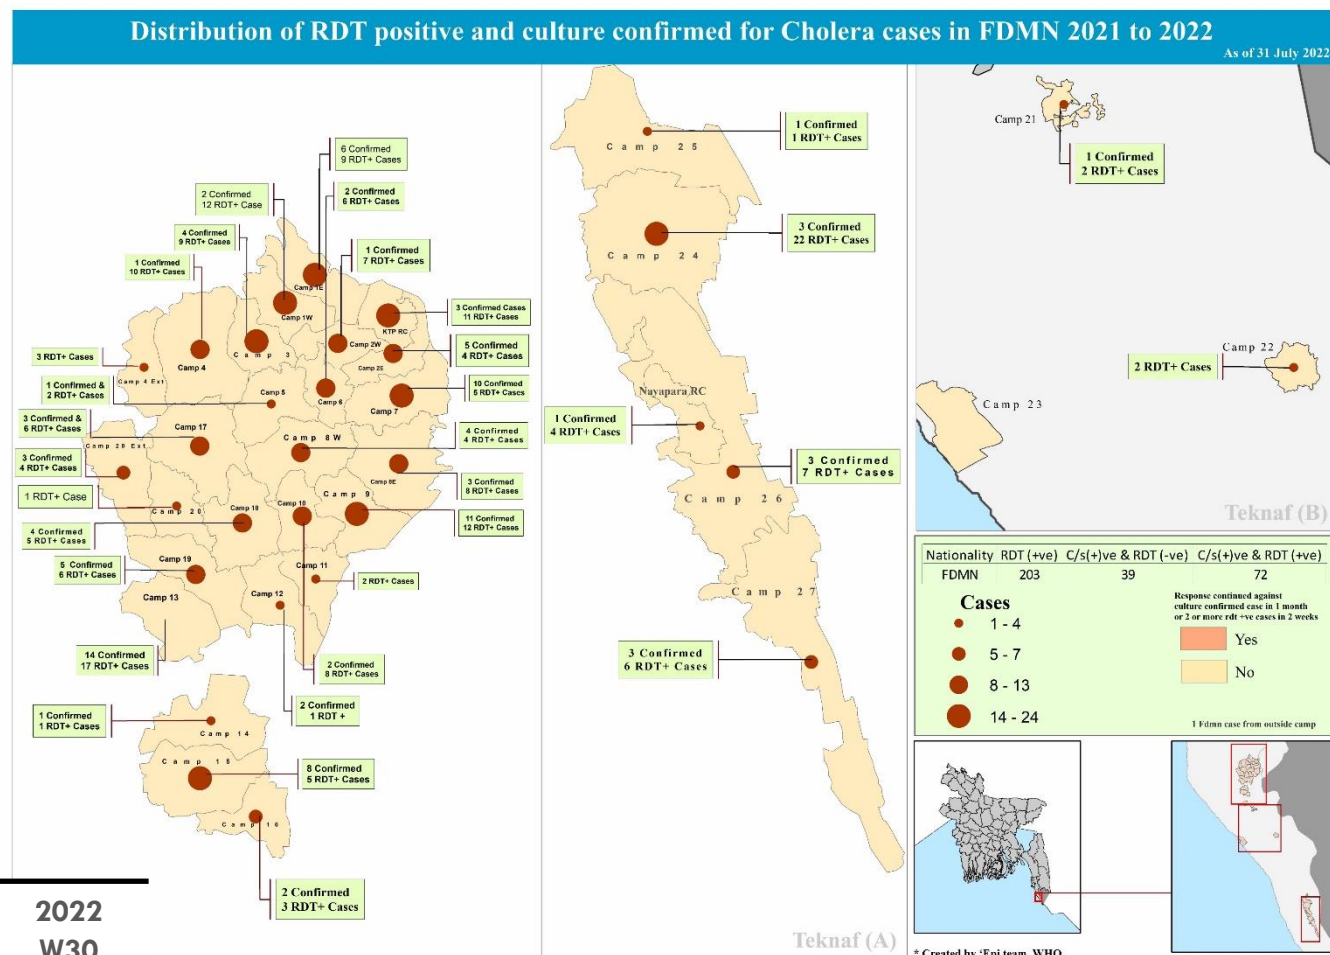 Distribution of RDT positive and culture confirmed for Cholera cases in FDMN 2021 to 2022
As of 31 July 2022
6 Confirmed
9 RDT+ Cases
2 Confirmed
12 RDT+ Case
2 Confirmed
6 RDT+ Cases
4 Confirmed
9 RDT+ Cases
1 Confirmed
7 RDT+ Cases
1 Confirmed
10 RDT+ Cases
Camp 1E
Camp 1W
3 Confirmed Cases
11 RDT+ Cases
KTP RC
Camp 2W
Camp 3
5 Confirmed
4 RDT+ Cases
3 RDT+ Cases
Camp 4
Camp 2E
Camp 4 Ext
1 Confirmed &
2 RDT+ Cases
Camp 5
Camp 6
Camp 7
10 Confirmed
5 RDT+ Cases
3 Confirmed &
6 RDT+ Cases
Camp 17
Camp 8W
4 Confirmed
4 RDT+ Cases
Camp 20 Ext
3 Confirmed
4 RDT+ Cases
Camp 8E
3 Confirmed
8 RDT+ Cases
1 RDT+ Case
Camp 20
Camp 18
Camp 10
Camp 9
11 Confirmed
12 RDT+ Cases
4 Confirmed
5 RDT+ Cases
5 Confirmed
6 RDT+ Cases
Camp 19
Camp 11
2 RDT+ Cases
Camp 13
Camp 12
14 Confirmed
17 RDT+ Cases
2 Confirmed
8 RDT+ Cases
2 Confirmed
1 RDT +
1 Confirmed
1 RDT+ Cases
Camp 14
Camp 15
8 Confirmed
5 RDT+ Cases
Camp 16
2 Confirmed
3 RDT+ Cases
2022
W30
1 Confirmed
1 RDT+ Cases
Camp 25
3 Confirmed
22 RDT+ Cases
Camp 24
Nayapara RC
1 Confirmed
4 RDT+ Cases
3 Confirmed
7 RDT+ Cases
Camp 26
Camp 27
3 Confirmed
6 RDT+ Cases
Teknaf (A)
Camp 21
1 Confirmed
2 RDT+ Cases
Camp 22
2 RDT+ Cases
Camp 23
Teknaf (B)
Nationality RDT (+ve) C/s(+)ve & RDT (-ve) C/s(+)ve & RDT (+ve)
FDMN 203 39 72
Cases
1 - 4
5 - 7
8 - 13
14 - 24
Response continued against
culture confirmed case in 1 month
or 2 or more rdt +ve cases in 2 weeks
Yes
No
1 Fdmn case from outside camp
* Created by 'Epi team, WHO